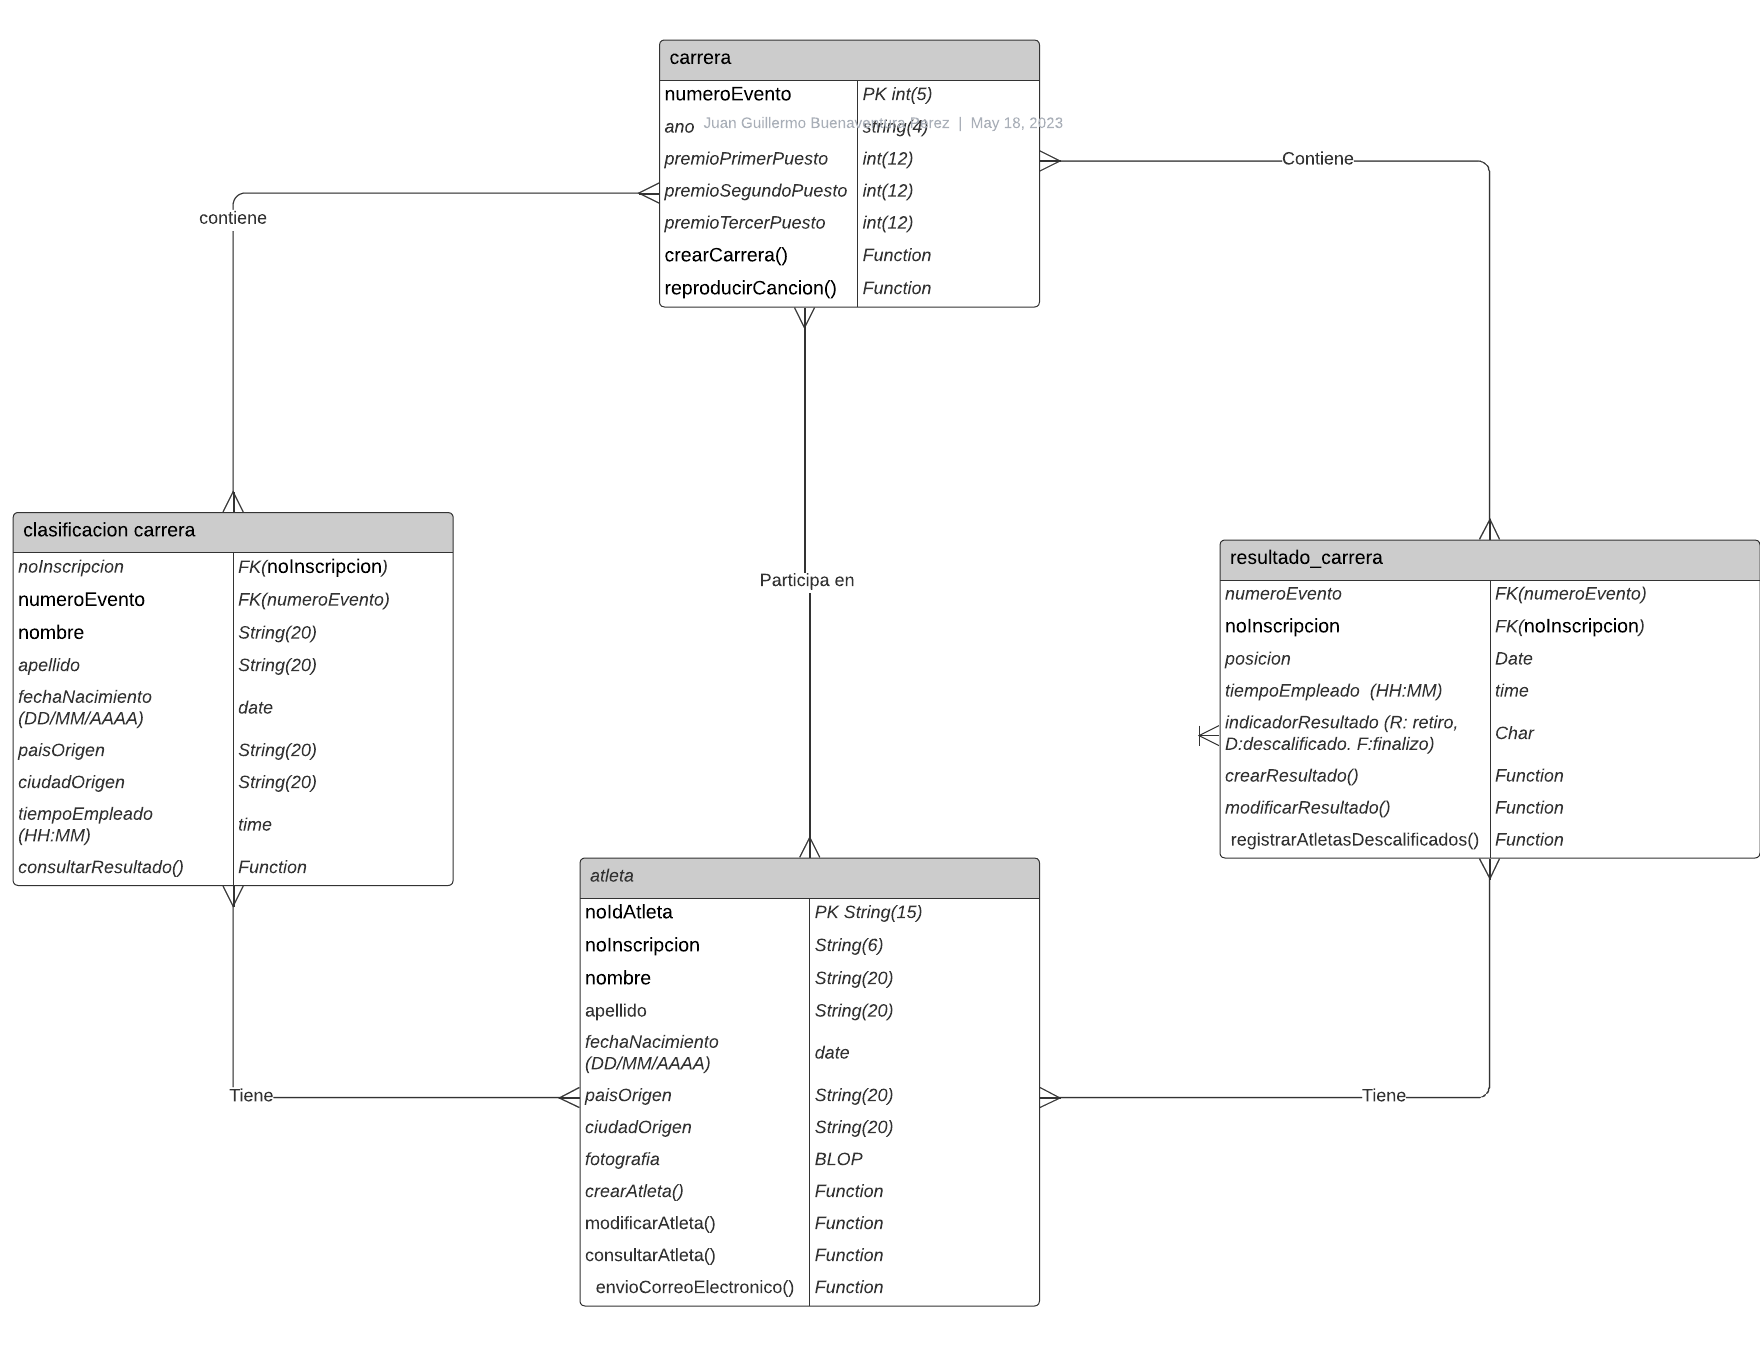 carrera
numeroEvento PK int(5)
Juan Guillermo Buenaventura Perez | May 18, 2023
ano string(4)
premioPrimerPuesto int(12)
premioSegundoPuesto int(12)
premioTercerPuesto int(12)
crearCarrera() Function
reproducirCancion() Function
Contiene
contiene
Participa en
clasificacion carrera
noInscripcion FK(noInscripcion)
numeroEvento FK(numeroEvento)
nombre String(20)
apellido String(20)
fechaNacimiento
(DD/MM/AAAA) date
paisOrigen String(20)
ciudadOrigen String(20)
tiempoEmpleado
(HH:MM) time
consultarResultado() Function
resultado_carrera
numeroEvento FK(numeroEvento)
noInscripcion FK(noInscripcion)
posicion Date
tiempoEmpleado (HH:MM) time
indicadorResultado (R: retiro,
D:descalificado. F:finalizo) Char
crearResultado() Function
modificarResultado() Function
registrarAtletasDescalificados() Function
atleta
noIdAtleta PK String(15)
noInscripcion String(6)
nombre String(20)
apellido String(20)
fechaNacimiento
(DD/MM/AAAA) date
paisOrigen String(20)
ciudadOrigen String(20)
fotografia BLOP
crearAtleta() Function
modificarAtleta() Function
consultarAtleta() Function
envioCorreoElectronico() Function
Tiene
Tiene